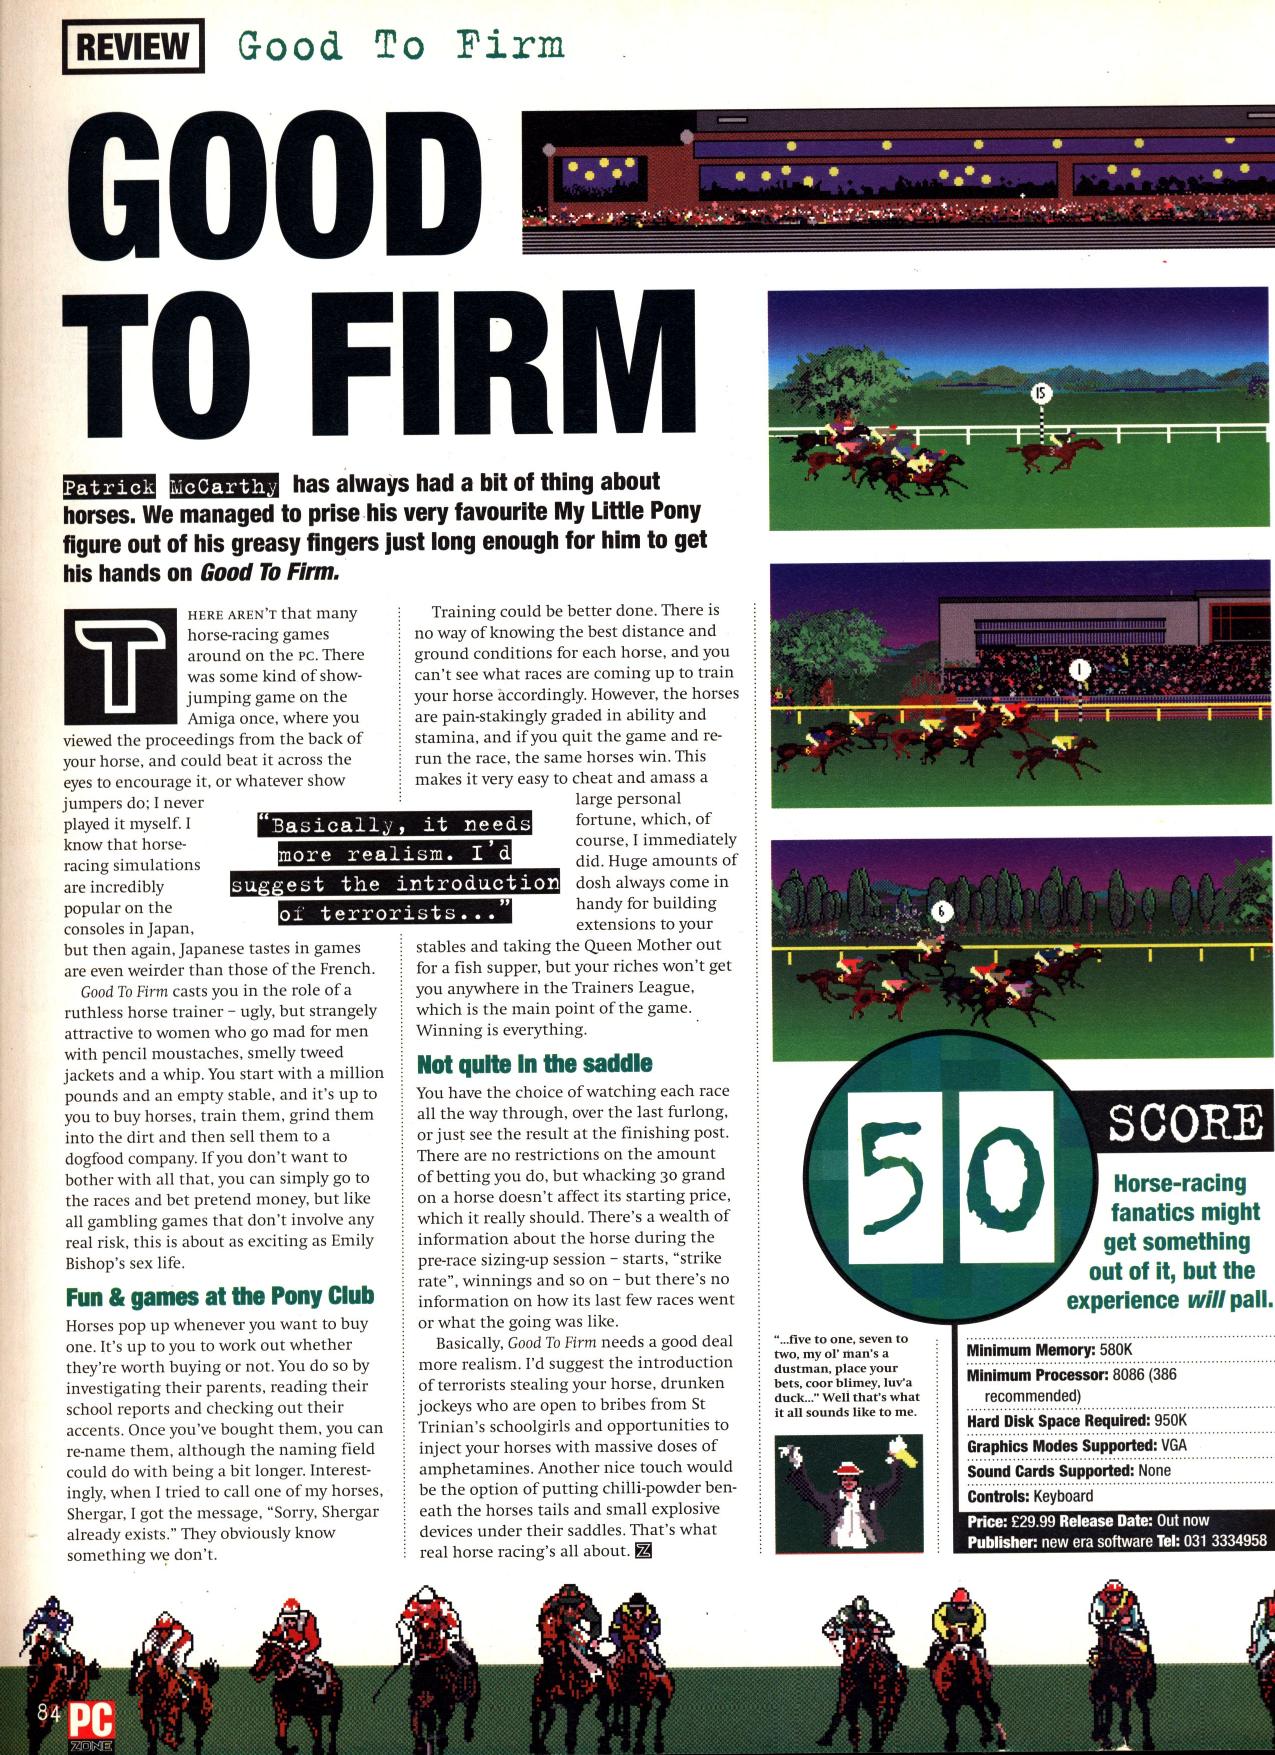 REVIEW Good To Firm
GOOD
TO FIRM
Patrick McCarthy has always had a bit of thing about
horses. We managed to prise his very favourite My Little Pony
figure out of his greasy fingers just long enough for him to get
his hands on Good To Firm.
THERE AREN'T that many
horse-racing games
around on the PC. There
was some kind of show-
jumping game on the
Amiga once, where you
viewed the proceedings from the back of
your horse, and could beat it across the
eyes to encourage it, or whatever show
jumpers do; I never
played it myself. I
know that horse-
racing simulations
are incredibly
popular on the
consoles in Japan,
but then again, Japanese tastes in games
are even weirder than those of the French.
Good To Firm casts you in the role of a
ruthless horse trainer – ugly, but strangely
attractive to women who go mad for men
with pencil moustaches, smelly tweed
jackets and a whip. You start with a million
pounds and an empty stable, and it's up to
you to buy horses, train them, grind them
into the dirt and then sell them to a
dogfood company. If you don't want to
bother with all that, you can simply go to
the races and bet pretend money, but like
all gambling games that don't involve any
real risk, this is about as exciting as Emily
Bishop's sex life.
Fun & games at the Pony Club
Horses pop up whenever you want to buy
one. It's up to you to work out whether
they're worth buying or not. You do so by
investigating their parents, reading their
school reports and checking out their
accents. Once you've bought them, you can
re-name them, although the naming field
could do with being a bit longer. Interest-
ingly, when I tried to call one of my horses,
Shergar, I got the message, "Sorry, Shergar
already exists." They obviously know
something we don't.
"Basically, it needs
more realism. I'd
suggest the introduction
of terrorists..."
Training could be better done. There is
no way of knowing the best distance and
ground conditions for each horse, and you
can't see what races are coming up to train
your horse accordingly. However, the horses
are pain-stakingly graded in ability and
stamina, and if you quit the game and re-
run the race, the same horses win. This
makes it very easy to cheat and amass a
large personal
fortune, which, of
course, I immediately
did. Huge amounts of
dosh always come in
handy for building
extensions to your
stables and taking the Queen Mother out
for a fish supper, but your riches won't get
you anywhere in the Trainers League,
which is the main point of the game.
Winning is everything.
Not quite in the saddle
You have the choice of watching each race
all the way through, over the last furlong,
or just see the result at the finishing post.
There are no restrictions on the amount
of betting you do, but whacking 30 grand
on a horse doesn't affect its starting price,
which it really should. There's a wealth of
information about the horse during the
pre-race sizing-up session – starts, "strike
rate", winnings and so on – but there's no
information on how its last few races went
or what the going was like.
Basically, Good To Firm needs a good deal
more realism. I'd suggest the introduction
of terrorists stealing your horse, drunken
jockeys who are open to bribes from St
Trinian's schoolgirls and opportunities to
inject your horses with massive doses of
amphetamines. Another nice touch would
be the option of putting chilli-powder ben-
eath the horses tails and small explosive
devices under their saddles. That's what
real horse racing's all about. Z
15
1
6
50
SCORE
Horse-racing
fanatics might
get something
out of it, but the
experience will pall.
"...five to one, seven to
two, my ol' man's a
dustman, place your
bets, coor blimey, luv'a
duck..." Well that's what
it all sounds like to me.
Minimum Memory: 580K
Minimum Processor: 8086 (386
recommended)
Hard Disk Space Required: 950K
Graphics Modes Supported: VGA
Sound Cards Supported: None
Controls: Keyboard
Price: £29.99 Release Date: Out now
Publisher: new era software Tel: 031 3334958
84 PC
ZONE